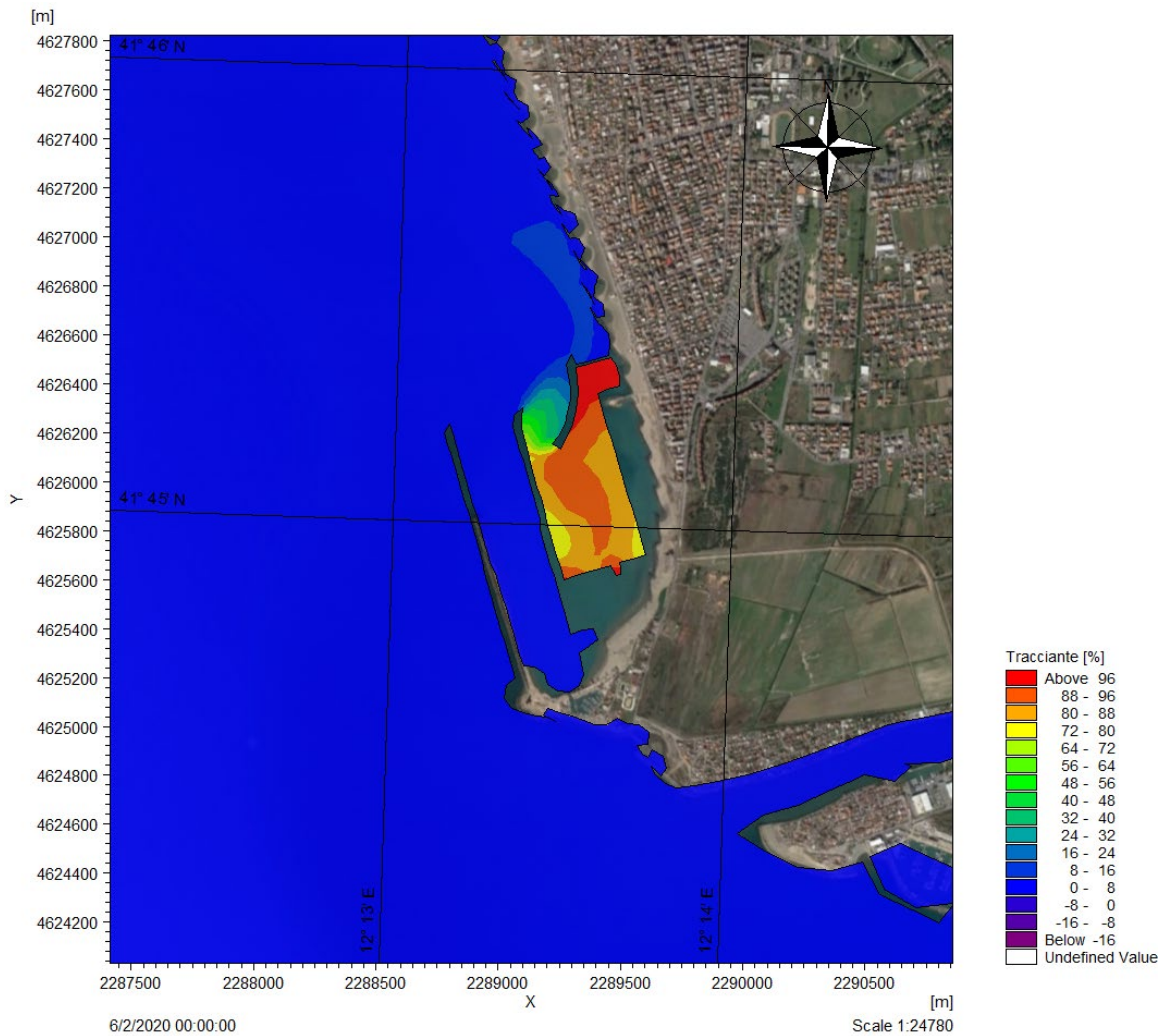 [m]
4627800
4627600
4627400
4627200
4627000
4626800
4626600
4626400
4626200
4626000
4625800
4625600
4625400
4625200
4625000
4624800
4624600
4624400
4624200
Y
41° 46' N
41° 45' N
12° 13' E
12° 14' E
N
2287500 2288000 2288500 2289000 2289500 2290000 2290500
X
[m]
6/2/2020 00:00:00
Scale 1:24780
Tracciante [%]
Above 96
88 - 96
80 - 88
72 - 80
64 - 72
56 - 64
48 - 56
40 - 48
32 - 40
24 - 32
16 - 24
8 - 16
0 - 8
-8 - 0
-16 - -8
Below -16
Undefined Value